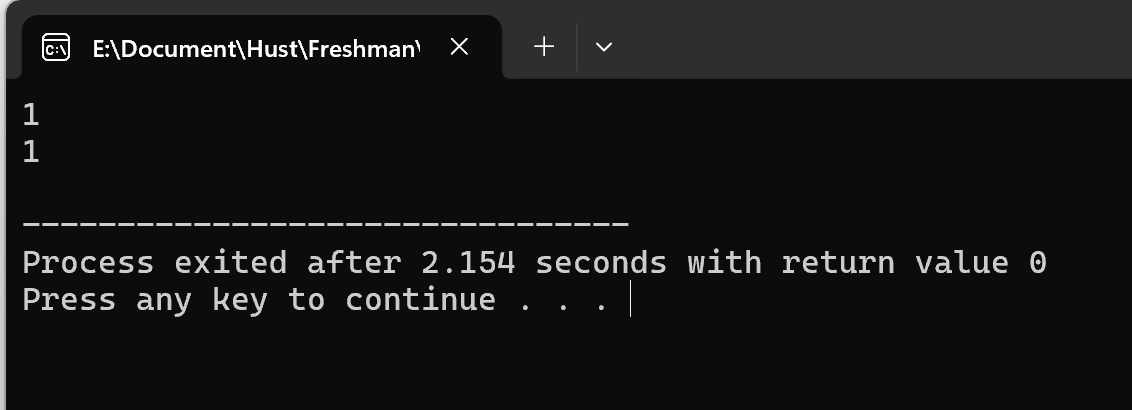 E:\Document\Hust\Freshman\
1
1
--------------------------------
Process exited after 2.154 seconds with return value 0
Press any key to continue . . .